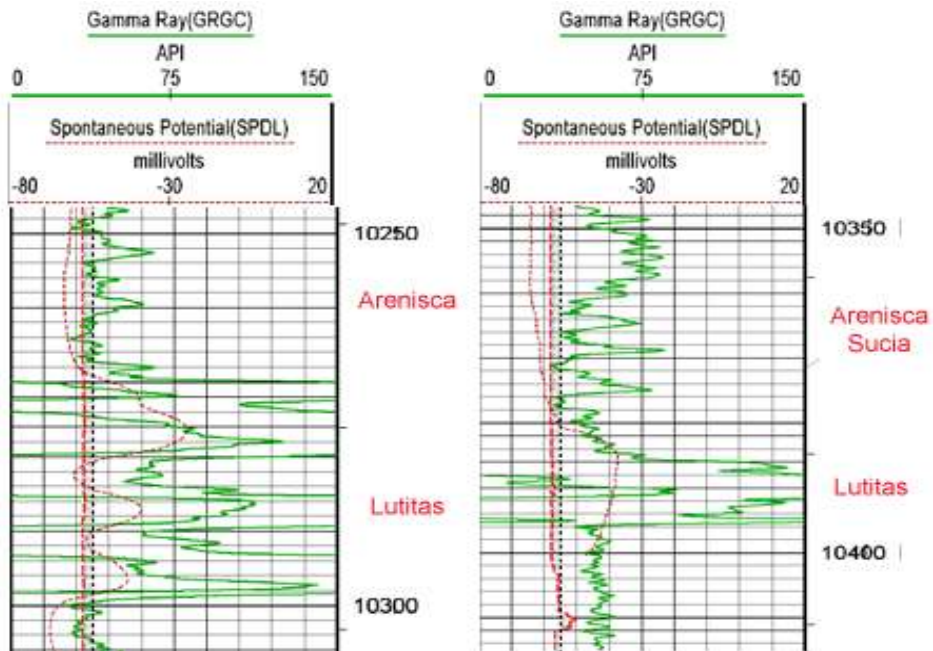 Gamma Ray(GRGC)
API
0 75 150
Spontaneous Potential(SPDL)
millivolts
-80 -30 20
10250
Arenisca
Lutitas
10300
Gamma Ray(GRGC)
API
0 75 150
Spontaneous Potential(SPDL)
millivolts
-80 -30 20
10350
Arenisca
Sucia
Lutitas
10400